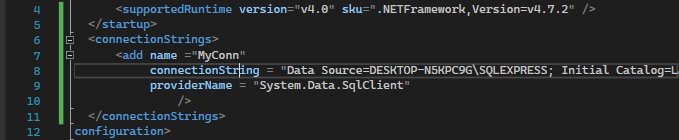 4 <supportedRuntime version="v4.0" sku=".NETFramework,Version=v4.7.2" />
5 </startup>
6 <connectionStrings>
7 <add name ="MyConn"
8 connectionString = "Data Source=DESKTOP-N5KPC9G\SQLEXPRESS; Initial Catalog=L
9 providerName = "System.Data.SqlClient"
10 />
11 </connectionStrings>
12 configuration>